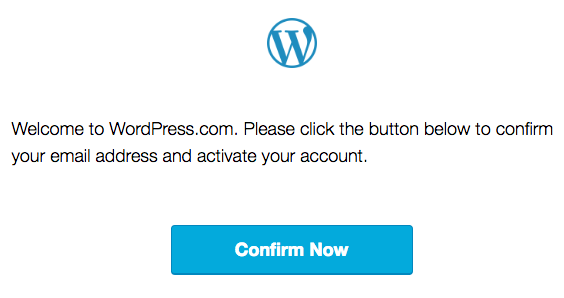 Welcome to WordPress.com. Please click the button below to confirm
your email address and activate your account.
Confirm Now